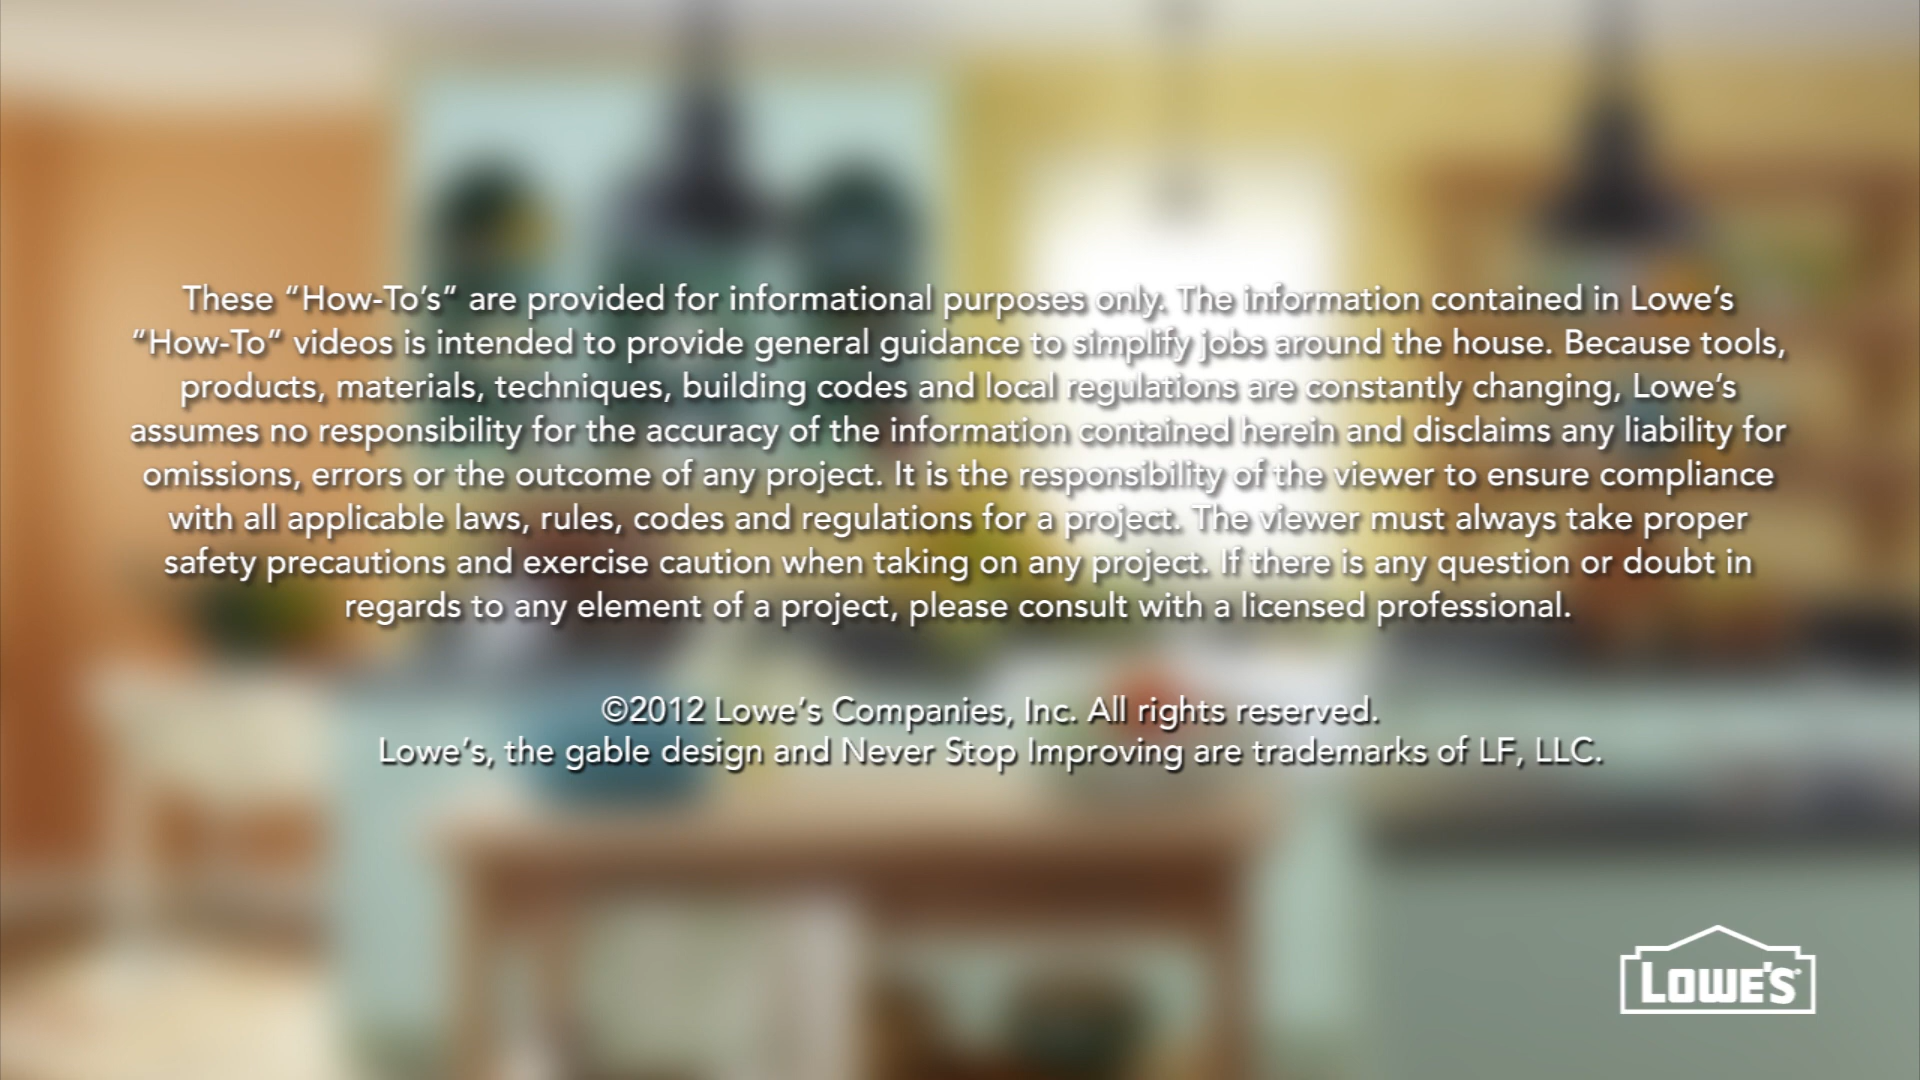 These “How-To’s” are provided for informational purposes only. The information contained in Lowe’s
“How-To” videos is intended to provide general guidance to simplify jobs around the house. Because tools,
products, materials, techniques, building codes and local regulations are constantly changing, Lowe’s
assumes no responsibility for the accuracy of the information contained herein and disclaims any liability for
omissions, errors or the outcome of any project. It is the responsibility of the viewer to ensure compliance
with all applicable laws, rules, codes and regulations for a project. The viewer must always take proper
safety precautions and exercise caution when taking on any project. If there is any question or doubt in
regards to any element of a project, please consult with a licensed professional.
©2012 Lowe’s Companies, Inc. All rights reserved.
Lowe’s, the gable design and Never Stop Improving are trademarks of LF, LLC.
LOWE’S